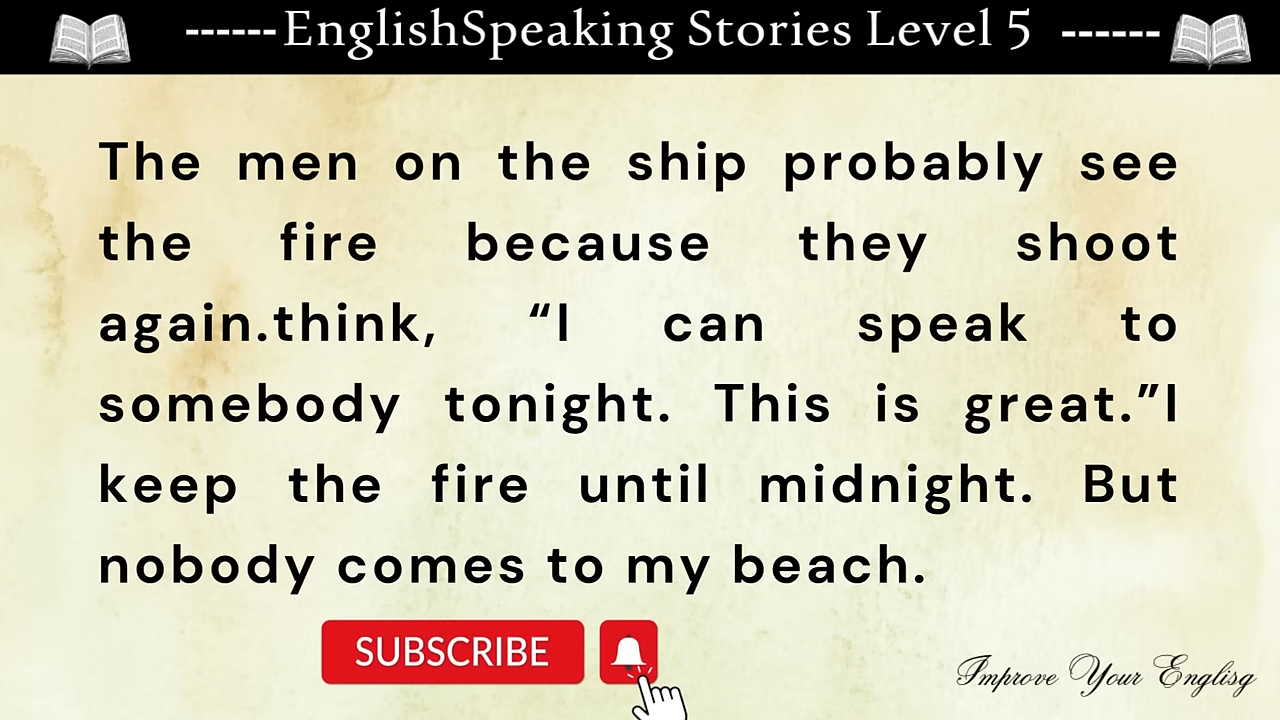 ------EnglishSpeaking Stories Level 5 ------
The men on the ship probably see
the fire because they shoot
again.think, “I can speak to
somebody tonight. This is great.”I
keep the fire until midnight. But
nobody comes to my beach.
SUBSCRIBE
Improve Your Englisg